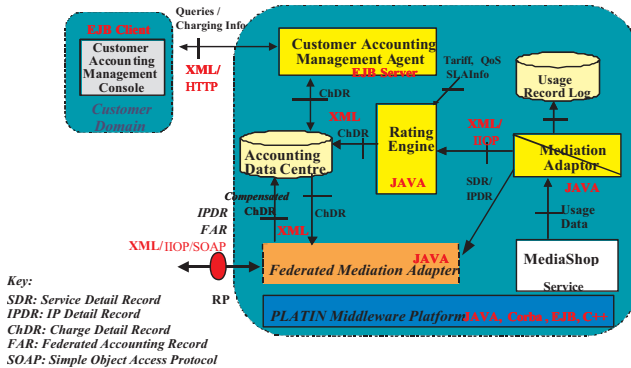 Queries /
Charging Info
EJB Client
Customer
Accounting
Management
Console
Customer
Domain
XML/
HTTP
Customer Accounting
Management Agent
EJB Server
Tariff, QoS
SLAInfo
Usage
Record Log
ChDR
XML
ChDR
Rating
Engine
JAVA
XML/
IIOP
Mediation
Adaptor
JAVA
Accounting
Data Centre
SDR/
IPDR
Usage
Data
Compensated
ChDR
ChDR
IPDR
FAR
XML
XML/IIOP/SOAP
JAVA
Federated Mediation Adapter
MediaShop
Service
RP
PLATIN Middleware Platform
JAVA, Corba, EJB, C++
Key:
SDR: Service Detail Record
IPDR: IP Detail Record
ChDR: Charge Detail Record
FAR: Federated Accounting Record
SOAP: Simple Object Access Protocol